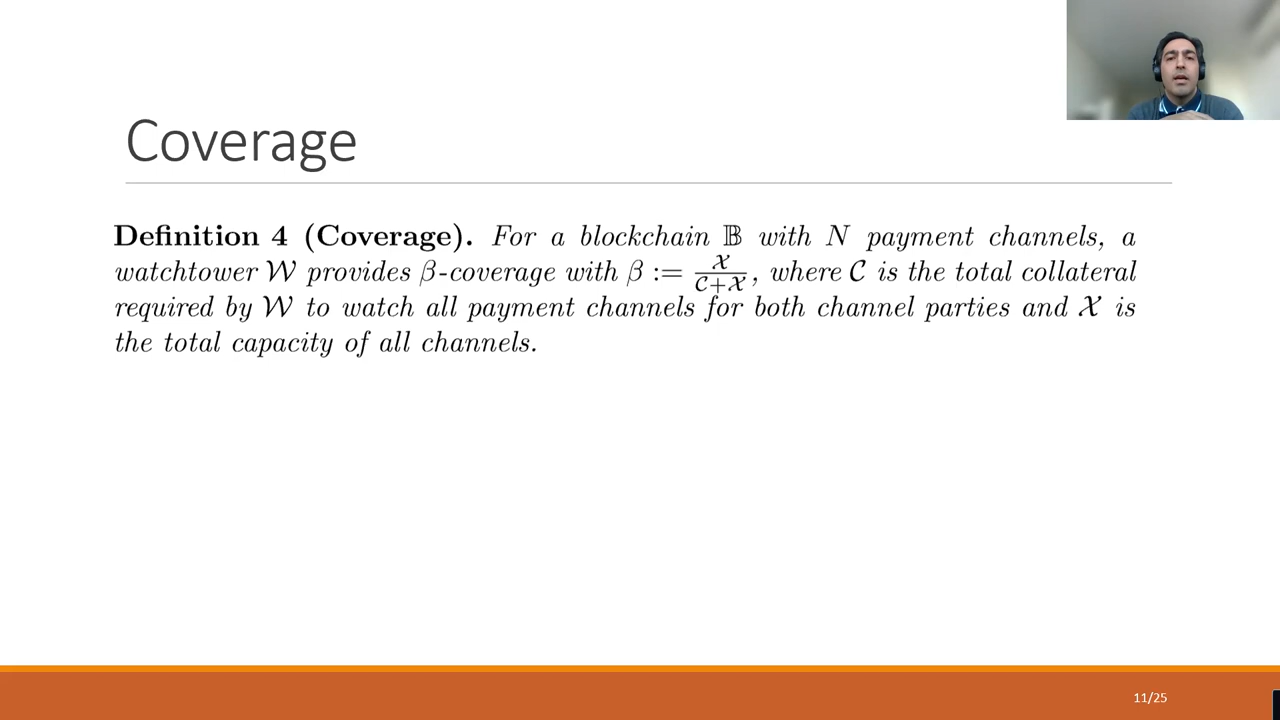 Coverage
Definition 4 (Coverage). For a blockchain 𝔹 with N payment channels, a
watchtower 𝒲 provides β-coverage with β := 𝒳/(𝒞+𝒳), where 𝒞 is the total collateral
required by 𝒲 to watch all payment channels for both channel parties and 𝒳 is
the total capacity of all channels.
11/25